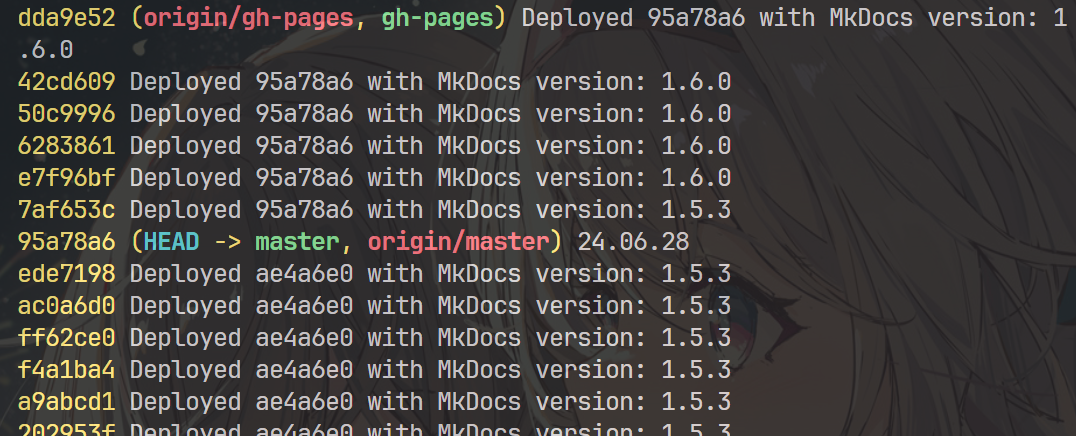 dda9e52 (origin/gh-pages, gh-pages) Deployed 95a78a6 with MkDocs version: 1
.6.0
42cd609 Deployed 95a78a6 with MkDocs version: 1.6.0
50c9996 Deployed 95a78a6 with MkDocs version: 1.6.0
6283861 Deployed 95a78a6 with MkDocs version: 1.6.0
e7f96bf Deployed 95a78a6 with MkDocs version: 1.6.0
7af653c Deployed 95a78a6 with MkDocs version: 1.5.3
95a78a6 (HEAD -> master, origin/master) 24.06.28
ede7198 Deployed ae4a6e0 with MkDocs version: 1.5.3
ac0a6d0 Deployed ae4a6e0 with MkDocs version: 1.5.3
ff62ce0 Deployed ae4a6e0 with MkDocs version: 1.5.3
f4a1ba4 Deployed ae4a6e0 with MkDocs version: 1.5.3
a9abcd1 Deployed ae4a6e0 with MkDocs version: 1.5.3
202953f Deployed ae4a6e0 with MkDocs version: 1.5.3